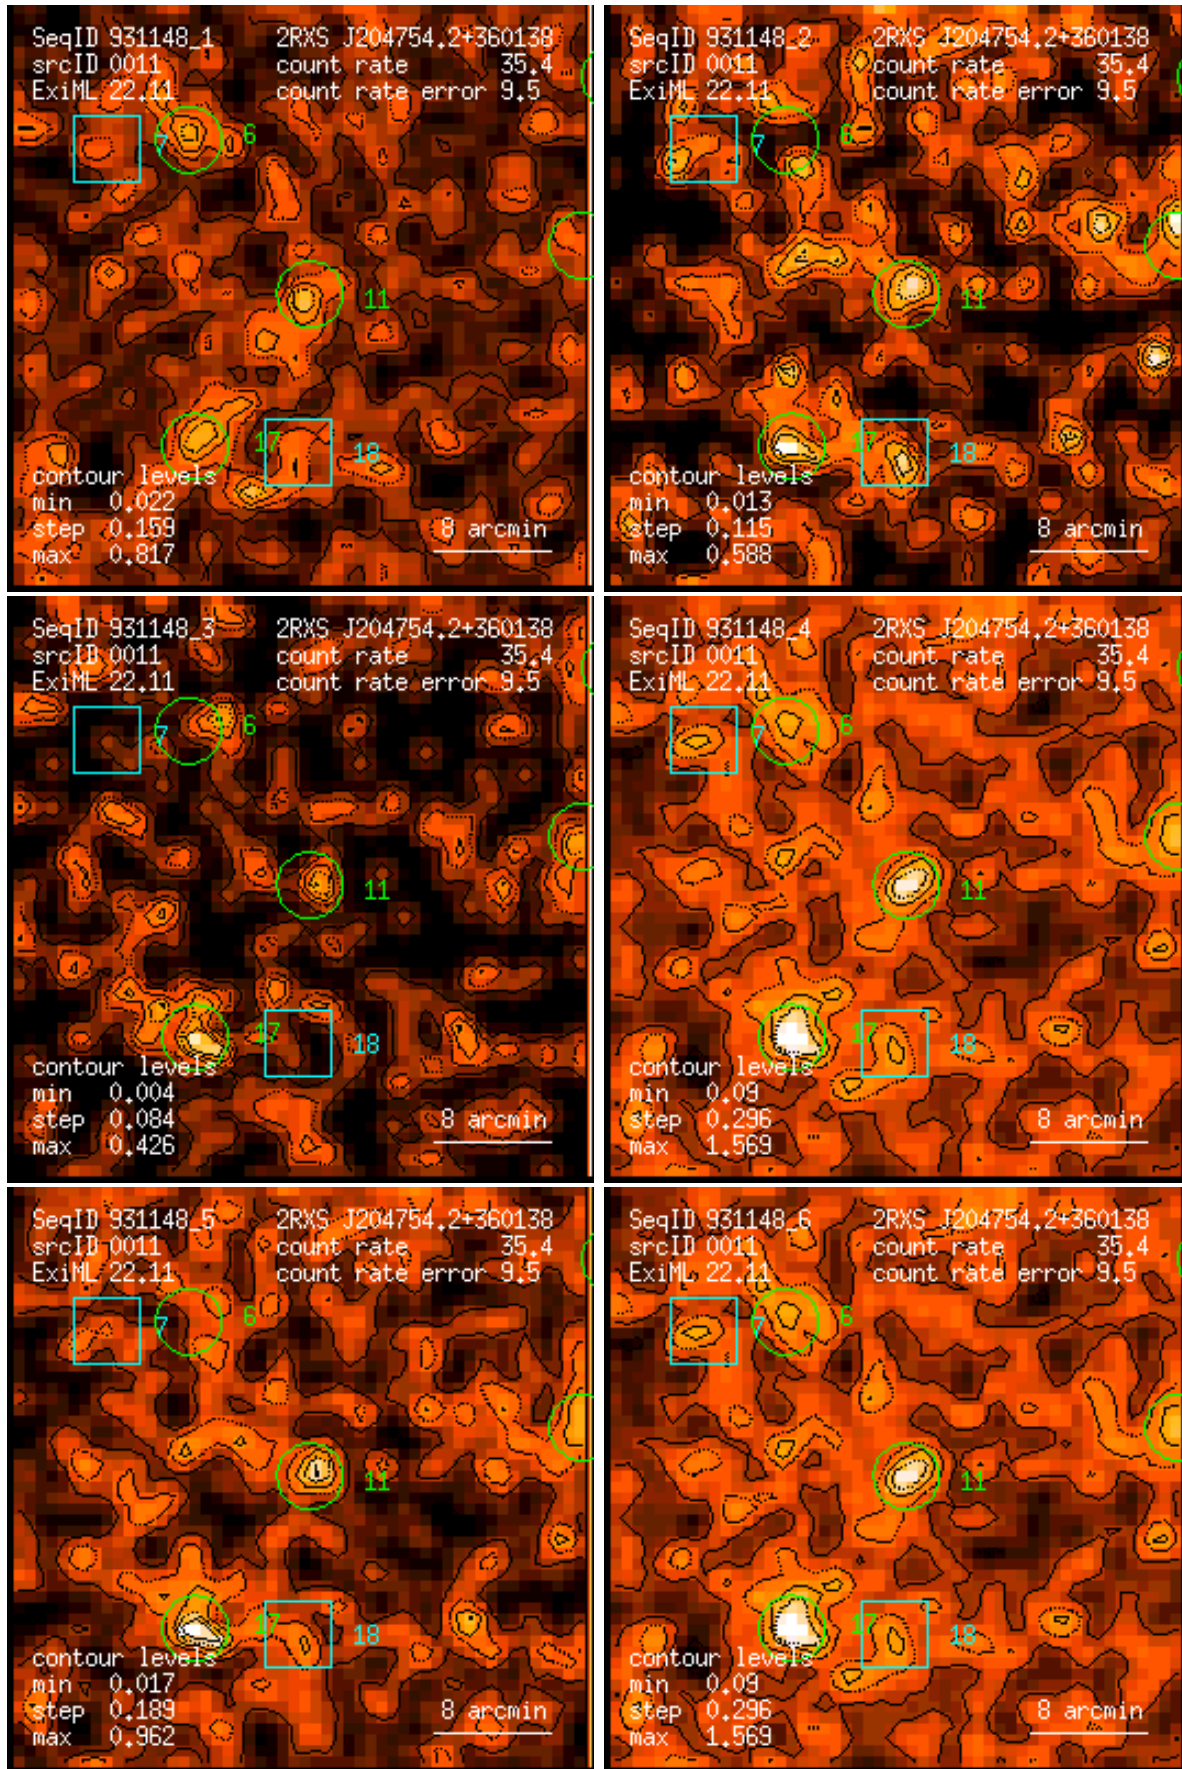 SeqID 931148_1 2RXS J204754.2+360138
srcID 0011 count rate 35.4
ExiML 22.11 count rate error 9.5
7 6
11
17
18
contour levels
min 0.022
step 0.159 8 arcmin
max 0.817
SeqID 931148_2 2RXS J204754.2+360138
srcID 0011 count rate 35.4
ExiML 22.11 count rate error 9.5
7 6
11
17
18
contour levels
min 0.013
step 0.115 8 arcmin
max 0.588
SeqID 931148_3 2RXS J204754.2+360138
srcID 0011 count rate 35.4
ExiML 22.11 count rate error 9.5
7 6
11
17
18
contour levels
min 0.004
step 0.084 8 arcmin
max 0.426
SeqID 931148_4 2RXS J204754.2+360138
srcID 0011 count rate 35.4
ExiML 22.11 count rate error 9.5
7 6
11
17
18
contour levels
min 0.09
step 0.296 8 arcmin
max 1.569
SeqID 931148_5 2RXS J204754.2+360138
srcID 0011 count rate 35.4
ExiML 22.11 count rate error 9.5
7 6
11
17
18
contour levels
min 0.017
step 0.189 8 arcmin
max 0.962
SeqID 931148_6 2RXS J204754.2+360138
srcID 0011 count rate 35.4
ExiML 22.11 count rate error 9.5
7 6
11
17
18
contour levels
min 0.09
step 0.296 8 arcmin
max 1.569